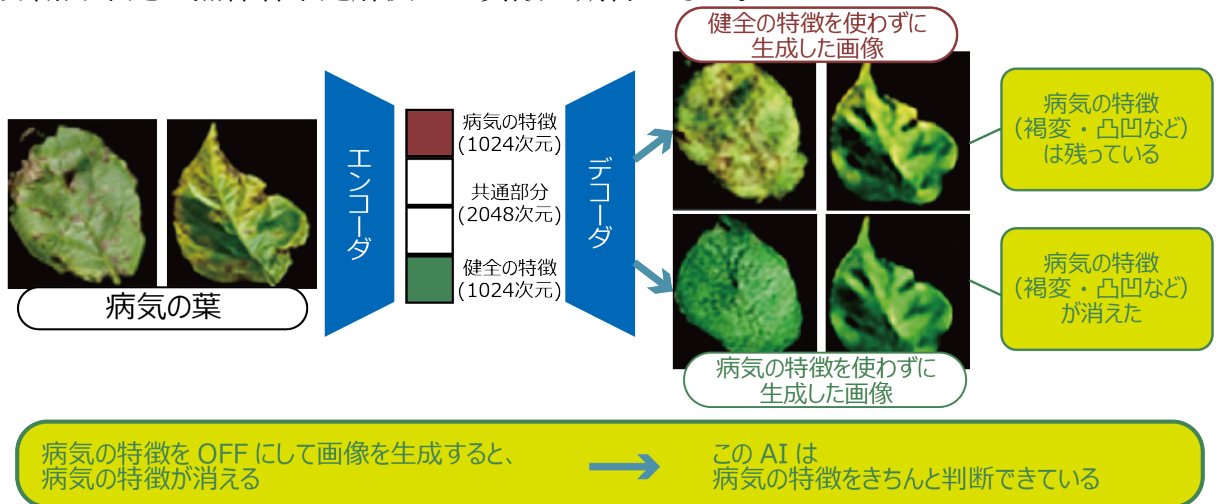 健全の特徴を使わずに
生成した画像
病気の特徴
(褐変・凸凹など)
は残っている
エンコーダ
病気の特徴
(1024次元)
共通部分
(2048次元)
健全の特徴
(1024次元)
デコーダ
病気の葉
病気の特徴
(褐変・凸凹など)
が消えた
病気の特徴を使わずに
生成した画像
病気の特徴を OFF にして画像を生成すると、
病気の特徴が消える
この AI は
病気の特徴をきちんと判断できている